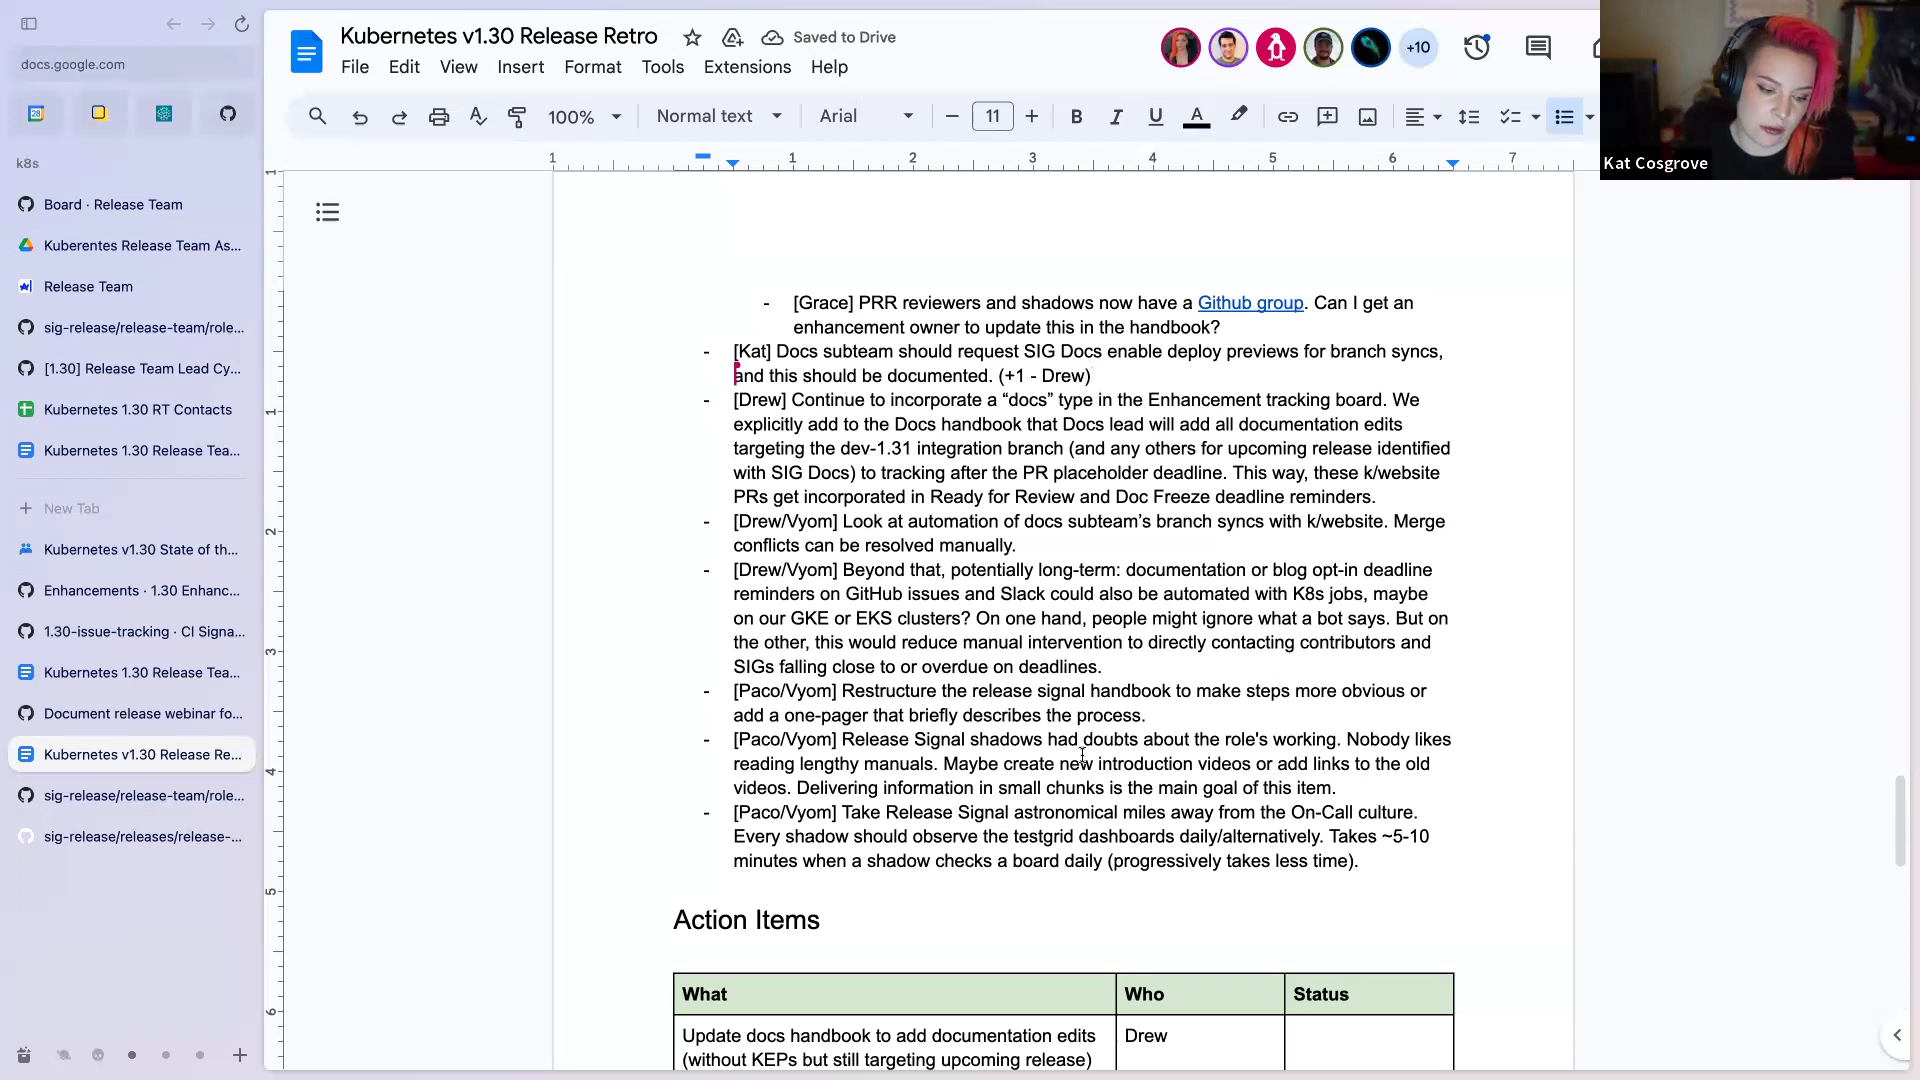 docs.google.com
28
k8s
Board · Release Team
Kuberentes Release Team As...
Release Team
sig-release/release-team/role...
[1.30] Release Team Lead Cy...
Kubernetes 1.30 RT Contacts
Kubernetes 1.30 Release Tea...
New Tab
Kubernetes v1.30 State of th...
Enhancements · 1.30 Enhanc...
1.30-issue-tracking · CI Signa...
Kubernetes 1.30 Release Tea...
Document release webinar fo...
Kubernetes v1.30 Release Re...
sig-release/release-team/role...
sig-release/releases/release-...
Kubernetes v1.30 Release Retro
Saved to Drive
File Edit View Insert Format Tools Extensions Help
+10
100% Normal text Arial 11 B I U A
1 1 2 3 4 5 6 7
1
1
2
3
4
5
6
- [Grace] PRR reviewers and shadows now have a Github group. Can I get an
enhancement owner to update this in the handbook?
- [Kat] Docs subteam should request SIG Docs enable deploy previews for branch syncs,
and this should be documented. (+1 - Drew)
- [Drew] Continue to incorporate a “docs” type in the Enhancement tracking board. We
explicitly add to the Docs handbook that Docs lead will add all documentation edits
targeting the dev-1.31 integration branch (and any others for upcoming release identified
with SIG Docs) to tracking after the PR placeholder deadline. This way, these k/website
PRs get incorporated in Ready for Review and Doc Freeze deadline reminders.
- [Drew/Vyom] Look at automation of docs subteam’s branch syncs with k/website. Merge
conflicts can be resolved manually.
- [Drew/Vyom] Beyond that, potentially long-term: documentation or blog opt-in deadline
reminders on GitHub issues and Slack could also be automated with K8s jobs, maybe
on our GKE or EKS clusters? On one hand, people might ignore what a bot says. But on
the other, this would reduce manual intervention to directly contacting contributors and
SIGs falling close to or overdue on deadlines.
- [Paco/Vyom] Restructure the release signal handbook to make steps more obvious or
add a one-pager that briefly describes the process.
- [Paco/Vyom] Release Signal shadows had doubts about the role's working. Nobody likes
reading lengthy manuals. Maybe create new introduction videos or add links to the old
videos. Delivering information in small chunks is the main goal of this item.
- [Paco/Vyom] Take Release Signal astronomical miles away from the On-Call culture.
Every shadow should observe the testgrid dashboards daily/alternatively. Takes ~5-10
minutes when a shadow checks a board daily (progressively takes less time).
Action Items
What Who Status
Update docs handbook to add documentation edits Drew
(without KEPs but still targeting upcoming release)
Kat Cosgrove